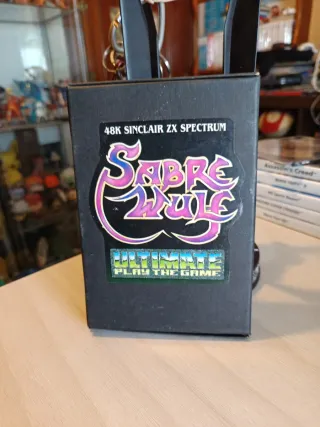 48K SINCLAIR ZX SPECTRUM
SABRE
WULF
ULTIMATE
PLAY THE GAME